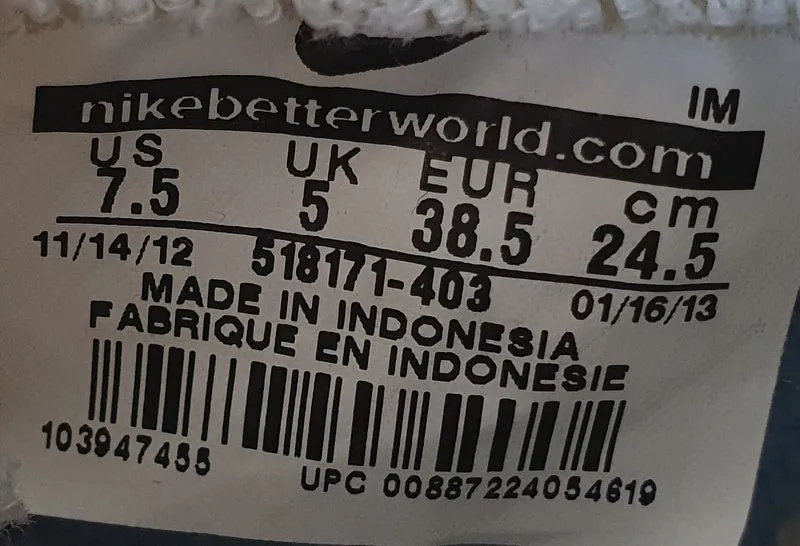 IM
nikebetterworld.com
US UK EUR cm
7.5 5 38.5 24.5
11/14/12 518171-403 01/16/13
MADE IN INDONESIA
FABRIQUE EN INDONESIE
103947455 UPC 00887224054619